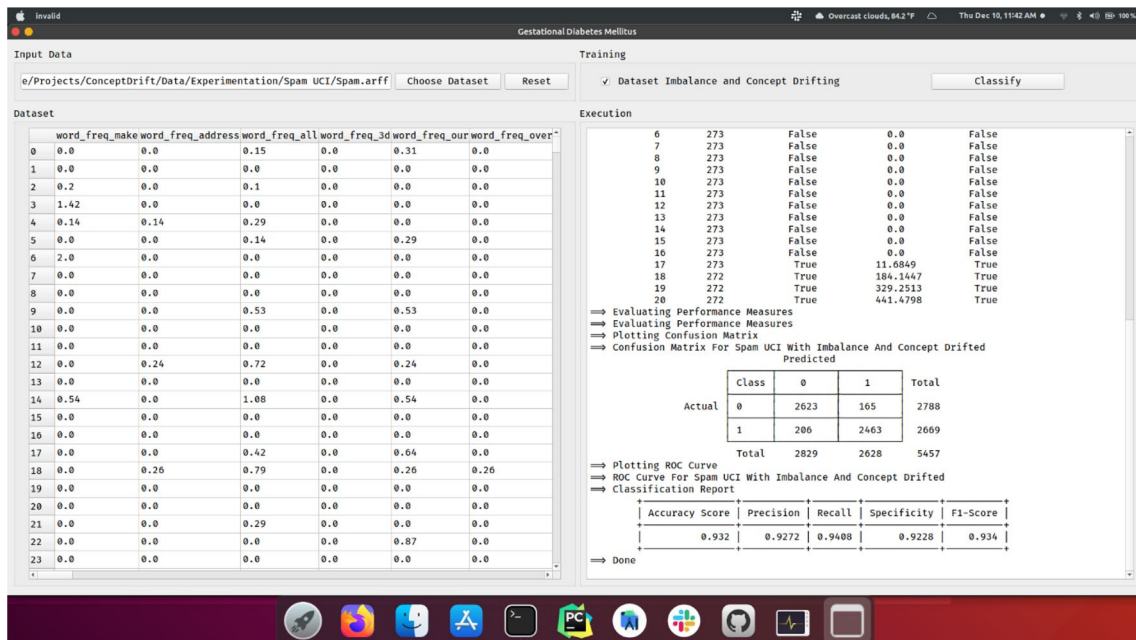 invalid
Overcast clouds, 84.2 °F
Thu Dec 10, 11:42 AM
100%
Gestational Diabetes Mellitus
Input Data
e/Projects/ConceptDrift/Data/Experimentation/Spam UCI/Spam.arff
Choose Dataset
Reset
Training
Dataset Imbalance and Concept Drifting
Classify
Dataset
word_freq_make word_freq_address word_freq_all word_freq_3d word_freq_our word_freq_over
0 0.0 0.0 0.15 0.0 0.31 0.0
1 0.0 0.0 0.0 0.0 0.0 0.0
2 0.2 0.0 0.1 0.0 0.0 0.0
3 1.42 0.0 0.0 0.0 0.0 0.0
4 0.14 0.14 0.29 0.0 0.0 0.0
5 0.0 0.0 0.14 0.0 0.29 0.0
6 2.0 0.0 0.0 0.0 0.0 0.0
7 0.0 0.0 0.0 0.0 0.0 0.0
8 0.0 0.0 0.0 0.0 0.0 0.0
9 0.0 0.0 0.53 0.0 0.53 0.0
10 0.0 0.0 0.0 0.0 0.0 0.0
11 0.0 0.0 0.0 0.0 0.0 0.0
12 0.0 0.24 0.72 0.0 0.24 0.0
13 0.0 0.0 0.0 0.0 0.0 0.0
14 0.54 0.0 1.08 0.0 0.54 0.0
15 0.0 0.0 0.0 0.0 0.0 0.0
16 0.0 0.0 0.0 0.0 0.0 0.0
17 0.0 0.0 0.42 0.0 0.64 0.0
18 0.0 0.26 0.79 0.0 0.26 0.26
19 0.0 0.0 0.0 0.0 0.0 0.0
20 0.0 0.0 0.0 0.0 0.0 0.0
21 0.0 0.0 0.29 0.0 0.0 0.0
22 0.0 0.0 0.0 0.0 0.87 0.0
23 0.0 0.0 0.0 0.0 0.0 0.0
Execution
6 273 False 0.0 False
7 273 False 0.0 False
8 273 False 0.0 False
9 273 False 0.0 False
10 273 False 0.0 False
11 273 False 0.0 False
12 273 False 0.0 False
13 273 False 0.0 False
14 273 False 0.0 False
15 273 False 0.0 False
16 273 False 0.0 False
17 273 True 11.6849 True
18 272 True 184.1447 True
19 272 True 329.2513 True
20 272 True 441.4798 True
⟹ Evaluating Performance Measures
⟹ Evaluating Performance Measures
⟹ Plotting Confusion Matrix
⟹ Confusion Matrix For Spam UCI With Imbalance And Concept Drifted
Predicted
Class 0 1 Total
Actual 0 2623 165 2788
1 206 2463 2669
Total 2829 2628 5457
⟹ Plotting ROC Curve
⟹ ROC Curve For Spam UCI With Imbalance And Concept Drifted
⟹ Classification Report
Accuracy Score Precision Recall Specificity F1-Score
0.932 0.9272 0.9408 0.9228 0.934
⟹ Done
>_
PC